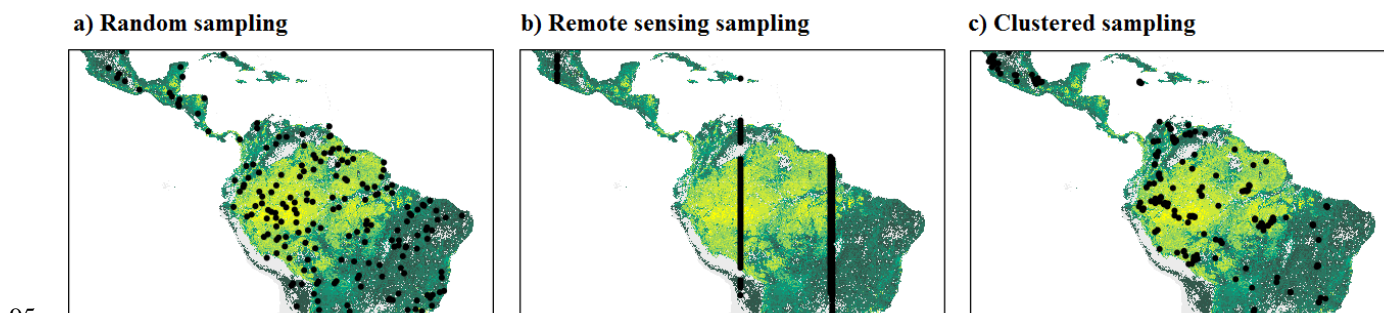 a) Random sampling
b) Remote sensing sampling
c) Clustered sampling